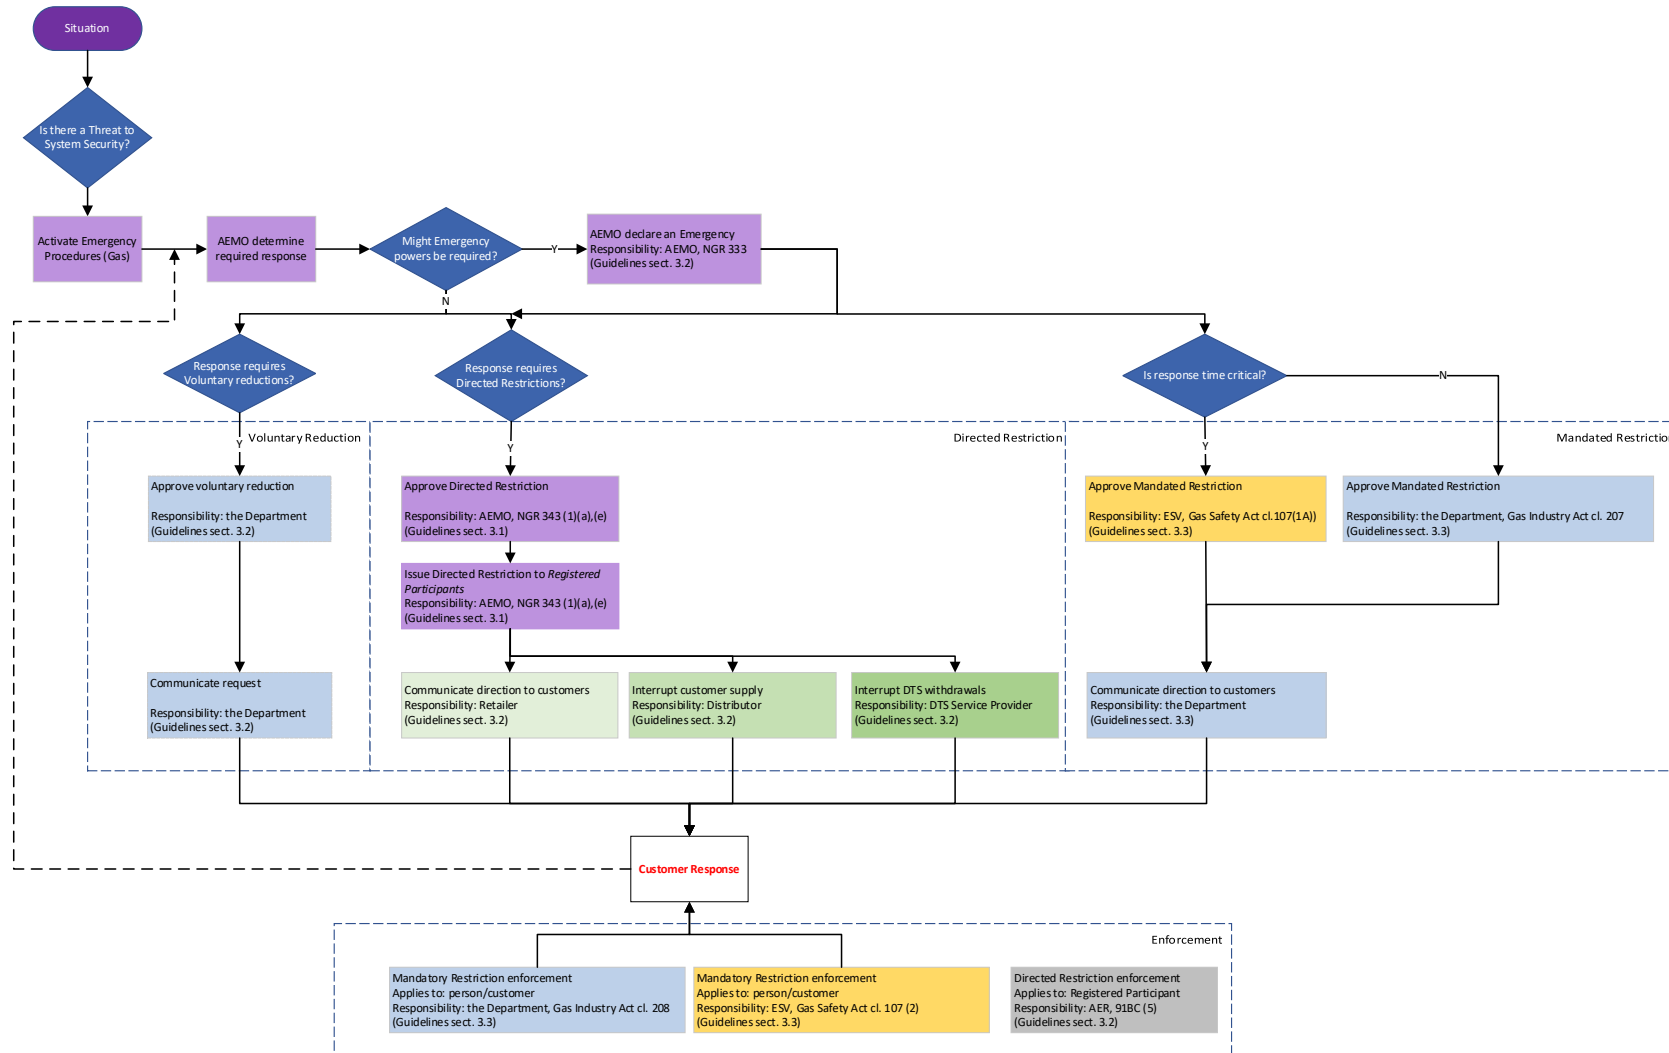 Situation
Is there a Threat to
System Security?
Activate Emergency
Procedures (Gas)
AEMO determine
required response
Might Emergency
powers be required?
Y
AEMO declare an Emergency
Responsibility: AEMO, NGR 333
(Guidelines sect. 3.2)
N
Response requires
Voluntary reductions?
Response requires
Directed Restrictions?
Is response time critical?
N
Y
Voluntary Reduction
Y
Directed Restriction
Y
Mandated Restriction
Approve voluntary reduction
Responsibility: the Department
(Guidelines sect. 3.2)
Approve Directed Restriction
Responsibility: AEMO, NGR 343 (1)(a),(e)
(Guidelines sect. 3.1)
Approve Mandated Restriction
Responsibility: ESV, Gas Safety Act cl.107(1A))
(Guidelines sect. 3.3)
Approve Mandated Restriction
Responsibility: the Department, Gas Industry Act cl. 207
(Guidelines sect. 3.3)
Issue Directed Restriction to Registered
Participants
Responsibility: AEMO, NGR 343 (1)(a),(e)
(Guidelines sect. 3.1)
Communicate request
Responsibility: the Department
(Guidelines sect. 3.2)
Communicate direction to customers
Responsibility: Retailer
(Guidelines sect. 3.2)
Interrupt customer supply
Responsibility: Distributor
(Guidelines sect. 3.2)
Interrupt DTS withdrawals
Responsibility: DTS Service Provider
(Guidelines sect. 3.2)
Communicate direction to customers
Responsibility: the Department
(Guidelines sect. 3.3)
Customer Response
Enforcement
Mandatory Restriction enforcement
Applies to: person/customer
Responsibility: the Department, Gas Industry Act cl. 208
(Guidelines sect. 3.3)
Mandatory Restriction enforcement
Applies to: person/customer
Responsibility: ESV, Gas Safety Act cl. 107 (2)
(Guidelines sect. 3.3)
Directed Restriction enforcement
Applies to: Registered Participant
Responsibility: AER, 91BC (5)
(Guidelines sect. 3.2)